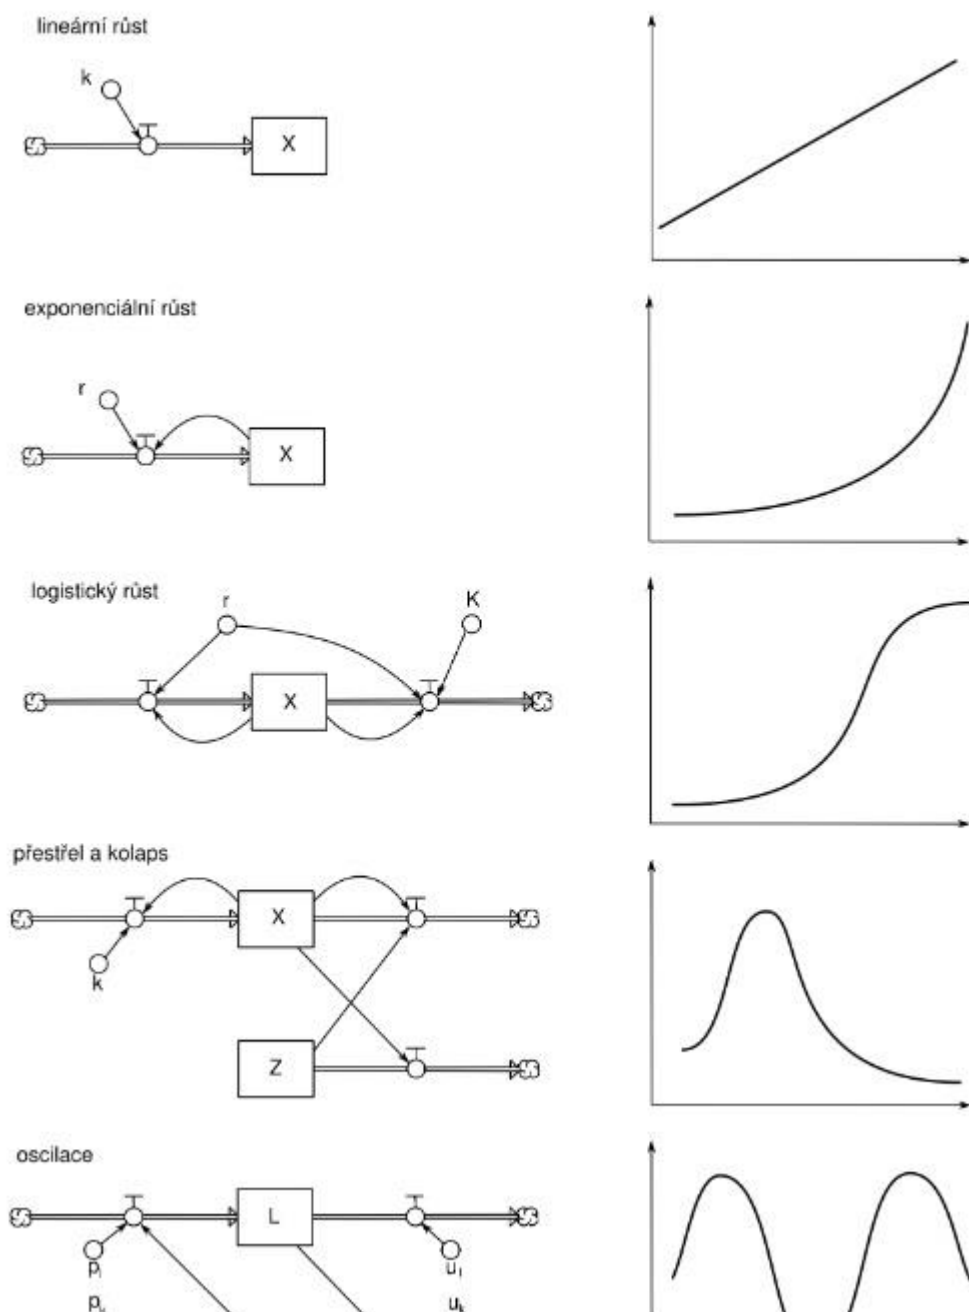 lineární růst
k
X
exponenciální růst
r
X
logistický růst
r
K
X
přestřel a kolaps
X
k
Z
oscilace
L
u